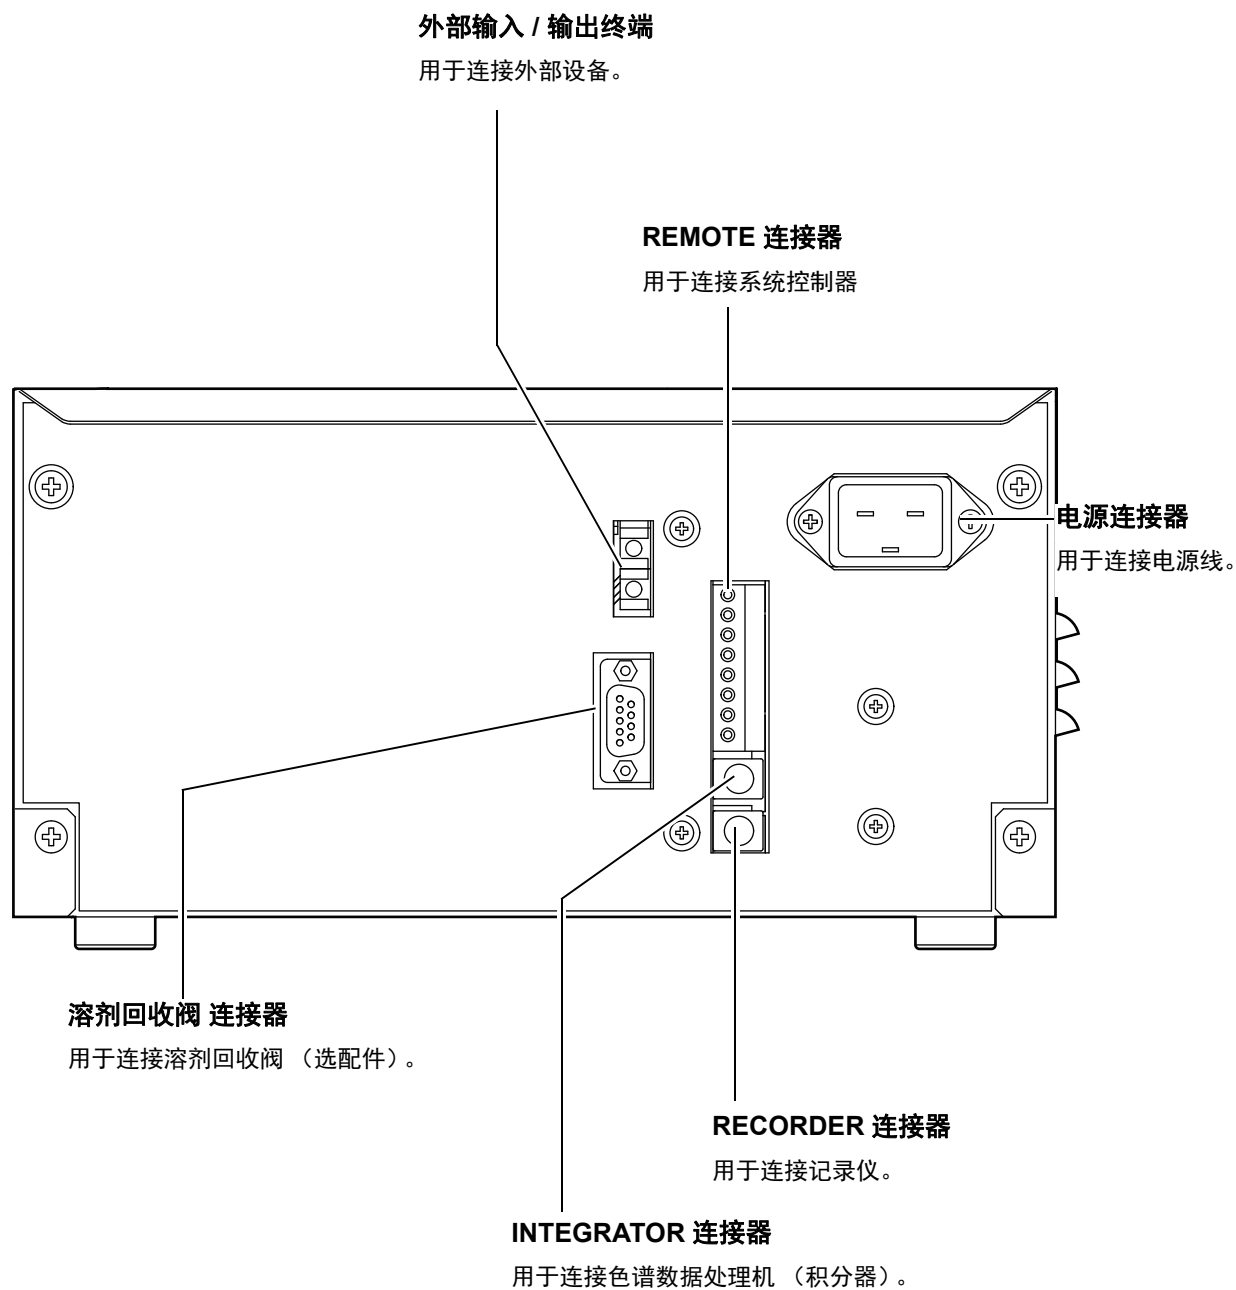 外部输入 / 输出终端
用于连接外部设备。
REMOTE 连接器
用于连接系统控制器
电源连接器
用于连接电源线。
溶剂回收阀 连接器
用于连接溶剂回收阀 （选配件）。
RECORDER 连接器
用于连接记录仪。
INTEGRATOR 连接器
用于连接色谱数据处理机 （积分器）。